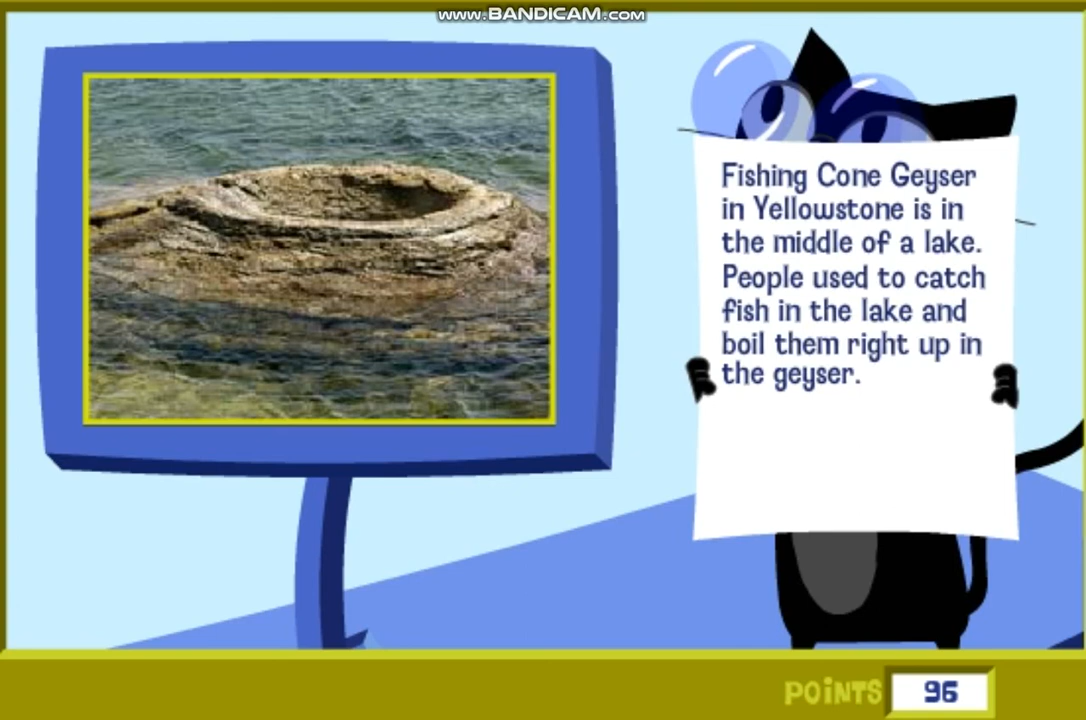 www.BANDICAM.com
Fishing Cone Geyser
in Yellowstone is in
the middle of a lake.
People used to catch
fish in the lake and
boil them right up in
the geyser.
POiNTS 96